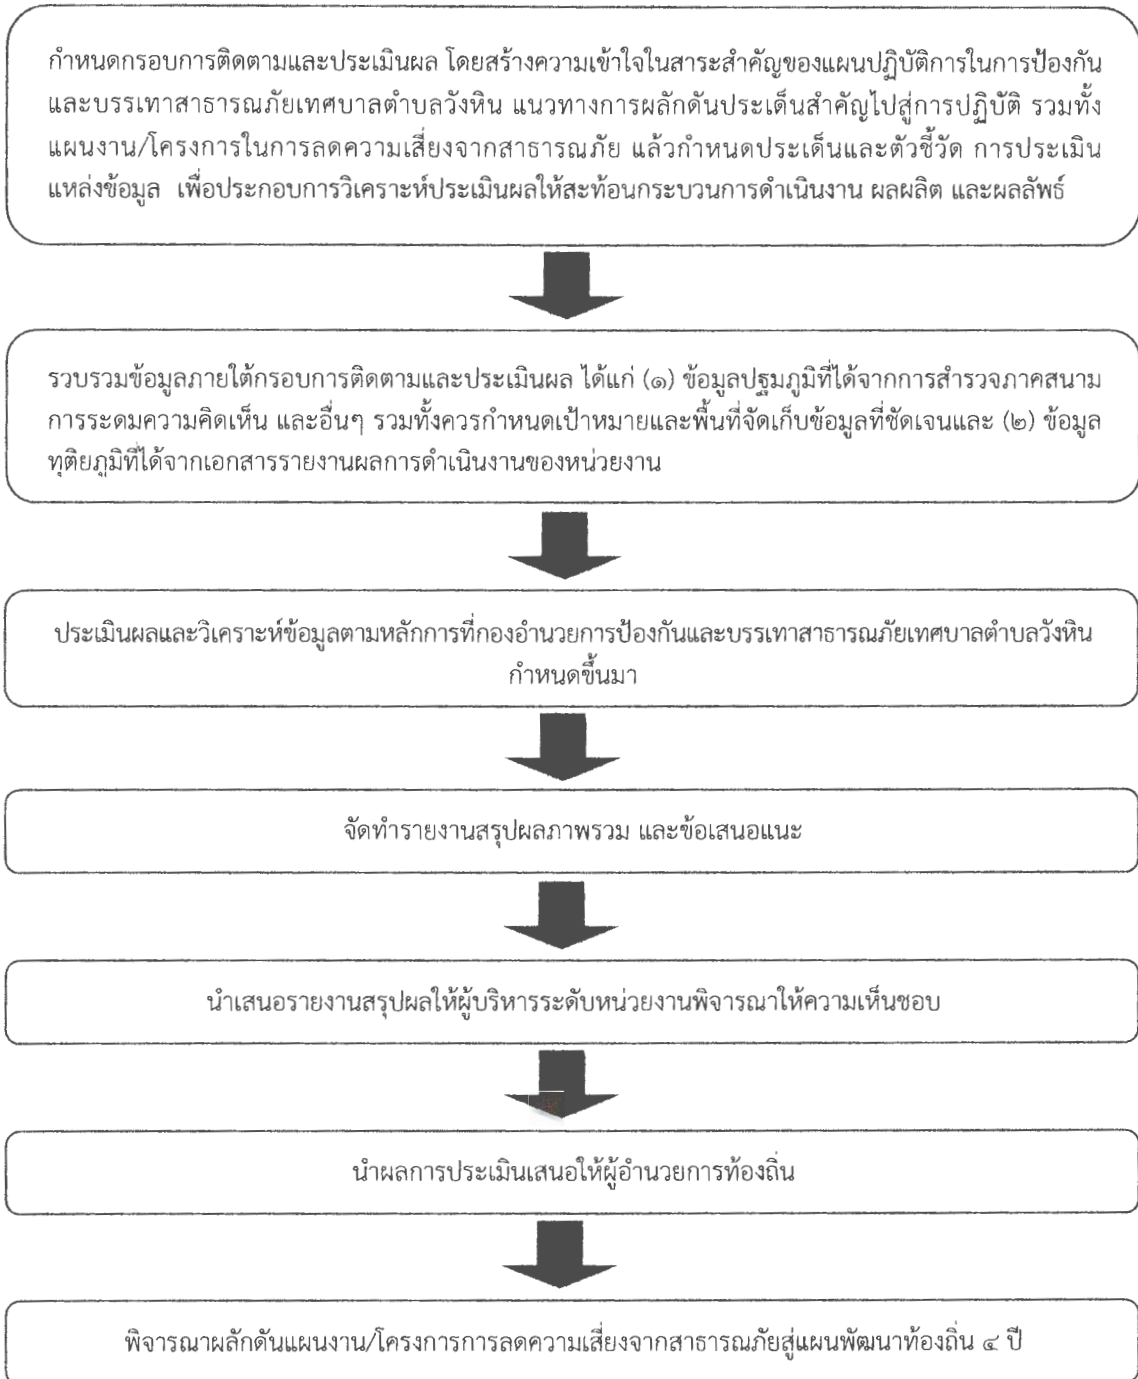 กำหนดกรอบการติดตามและประเมินผล โดยสร้างความเข้าใจในสาระสำคัญของแผนปฏิบัติการในการป้องกัน
และบรรเทาสาธารณภัยเทศบาลตำบลวังหิน แนวทางการผลักดันประเด็นสำคัญไปสู่การปฏิบัติ รวมทั้ง
แผนงาน/โครงการในการลดความเสี่ยงจากสาธารณภัย แล้วกำหนดประเด็นและตัวชี้วัด การประเมิน
แหล่งข้อมูล เพื่อประกอบการวิเคราะห์ประเมินผลให้สะท้อนกระบวนการดำเนินงาน ผลผลิต และผลลัพธ์
รวบรวมข้อมูลภายใต้กรอบการติดตามและประเมินผล ได้แก่ (๑) ข้อมูลปฐมภูมิที่ได้จากการสำรวจภาคสนาม
การระดมความคิดเห็น และอื่นๆ รวมทั้งควรกำหนดเป้าหมายและพื้นที่จัดเก็บข้อมูลที่ชัดเจนและ (๒) ข้อมูล
ทุติยภูมิที่ได้จากเอกสารรายงานผลการดำเนินงานของหน่วยงาน
ประเมินผลและวิเคราะห์ข้อมูลตามหลักการที่กองอำนวยการป้องกันและบรรเทาสาธารณภัยเทศบาลตำบลวังหิน
กำหนดขึ้นมา
จัดทำรายงานสรุปผลภาพรวม และข้อเสนอแนะ
นำเสนอรายงานสรุปผลให้ผู้บริหารระดับหน่วยงานพิจารณาให้ความเห็นชอบ
นำผลการประเมินเสนอให้ผู้อำนวยการท้องถิ่น
พิจารณาผลักดันแผนงาน/โครงการการลดความเสี่ยงจากสาธารณภัยสู่แผนพัฒนาท้องถิ่น ๔ ปี